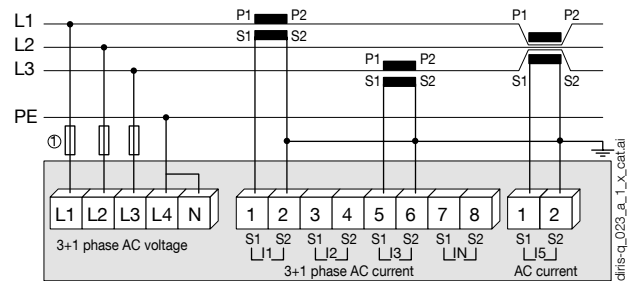 L1 P1 P2 P1 P2
L2 S1 S2
L3 P1 P2 S1 S2
S1 S2
PE
①
L1 L2 L3 L4 N 1 2 3 4 5 6 7 8 1 2
S1 S2 S1 S2 S1 S2 S1 S2 S1 S2
I1 I2 I3 IN I5
3+1 phase AC voltage
3+1 phase AC current
AC current
diris-q_023_a_1_x_cat.ai